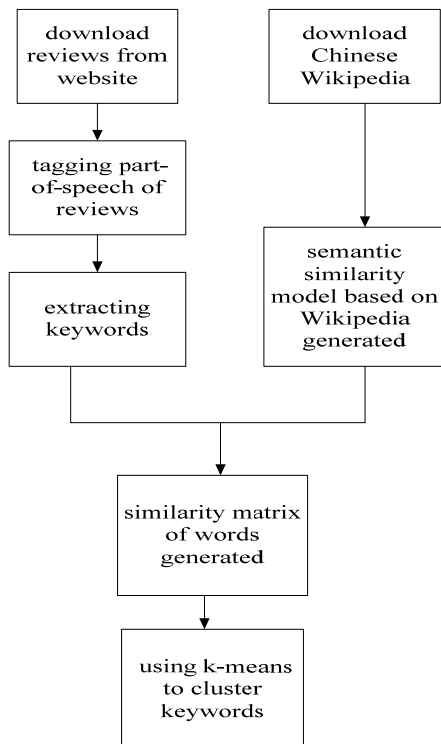 download
reviews from
website
download
Chinese
Wikipedia
tagging part-
of-speech of
reviews
extracting
keywords
semantic
similarity
model based on
Wikipedia
generated
similarity matrix
of words
generated
using k-means
to cluster
keywords